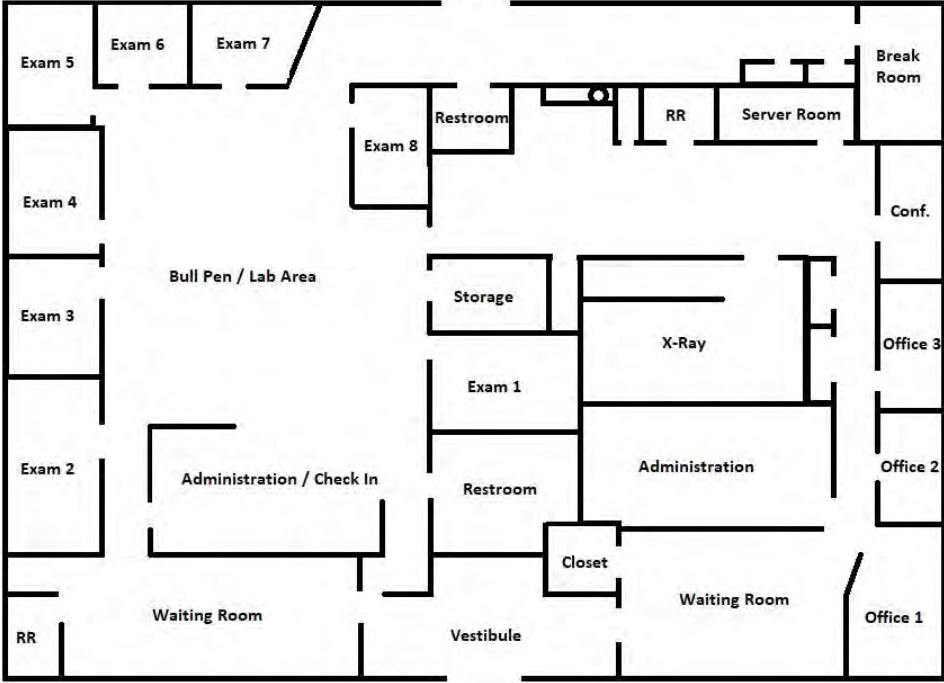 Exam 5
Exam 6
Exam 7
Break
Room
Restroom
RR
Server Room
Exam 8
Exam 4
Conf.
Bull Pen / Lab Area
Storage
Exam 3
X-Ray
Office 3
Exam 1
Exam 2
Administration / Check In
Restroom
Administration
Office 2
Closet
Waiting Room
Waiting Room
Office 1
RR
Vestibule